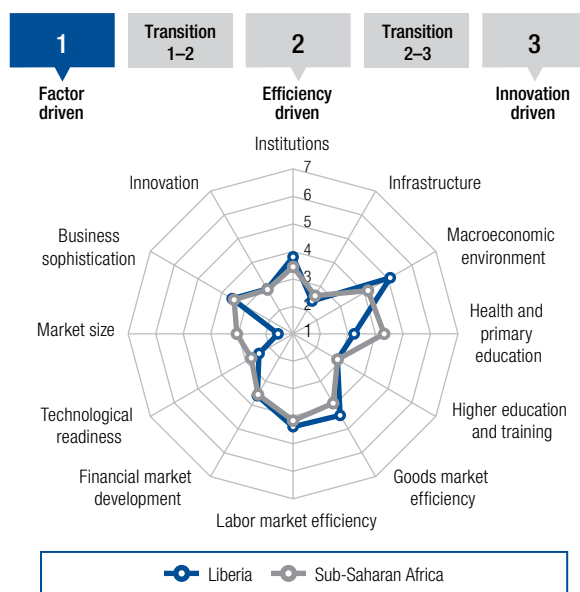 1
Transition
1–2
2
Transition
2–3
3
Factor
driven
Efficiency
driven
Innovation
driven
Institutions
7
6
5
4
3
2
1
Innovation
Infrastructure
Business
sophistication
Macroeconomic
environment
Market size
Health and
primary
education
Technological
readiness
Higher education
and training
Financial market
development
Goods market
efficiency
Labor market efficiency
Liberia
Sub-Saharan Africa